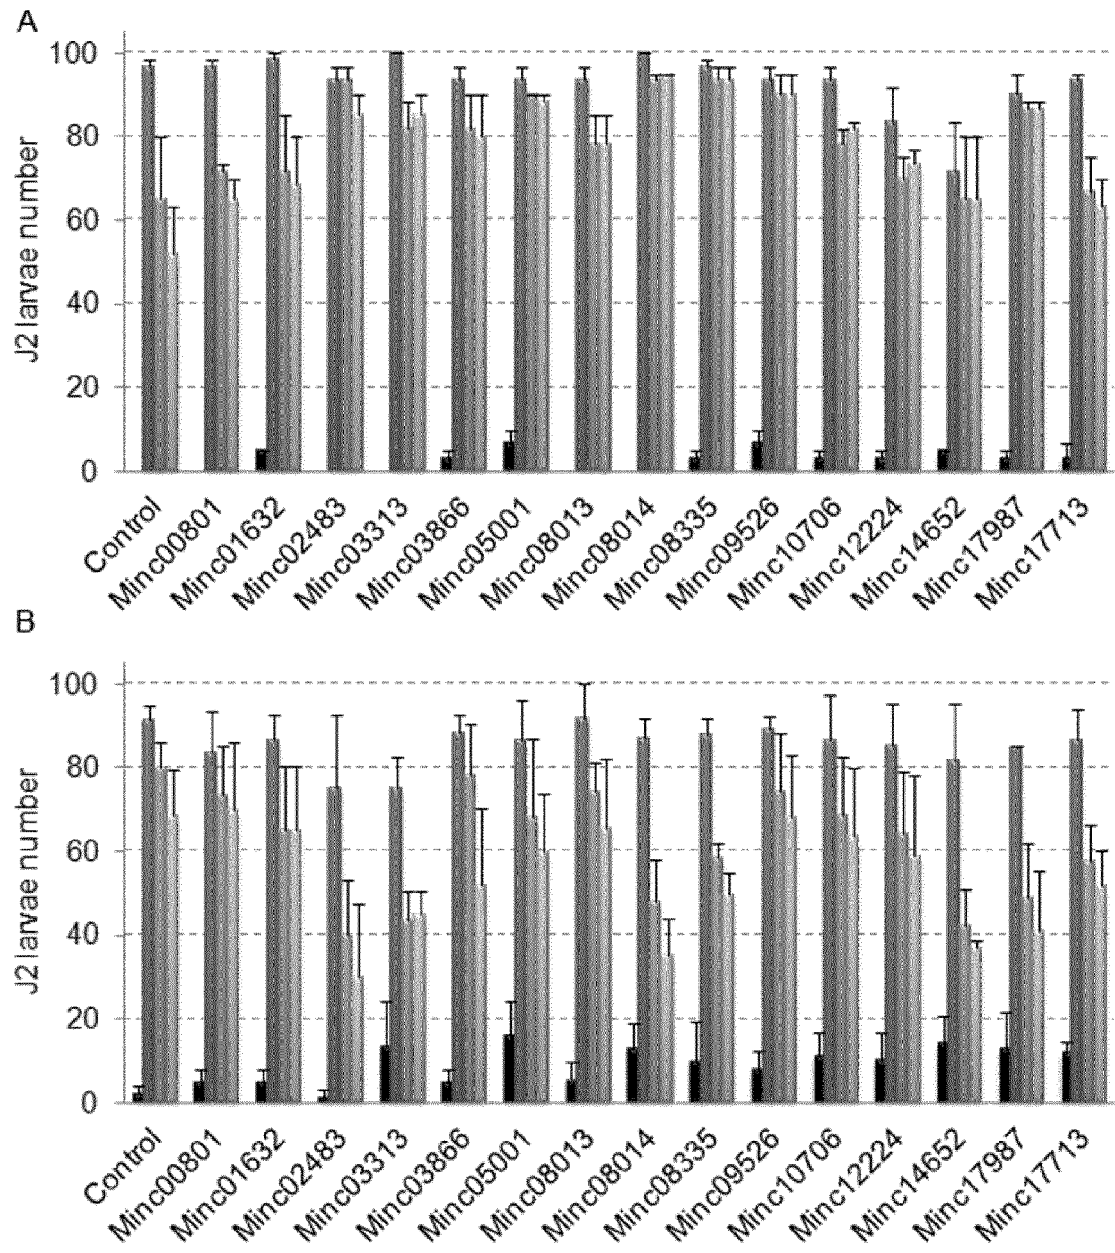 A
J2 larvae number
100
80
60
40
20
0
Control
Minc00801
Minc01632
Minc02483
Minc03313
Minc03866
Minc05001
Minc08013
Minc08014
Minc08335
Minc09526
Minc10706
Minc12224
Minc14652
Minc17987
Minc17713
B
J2 larvae number
100
80
60
40
20
0
Control
Minc00801
Minc01632
Minc02483
Minc03313
Minc03866
Minc05001
Minc08013
Minc08014
Minc08335
Minc09526
Minc10706
Minc12224
Minc14652
Minc17987
Minc17713